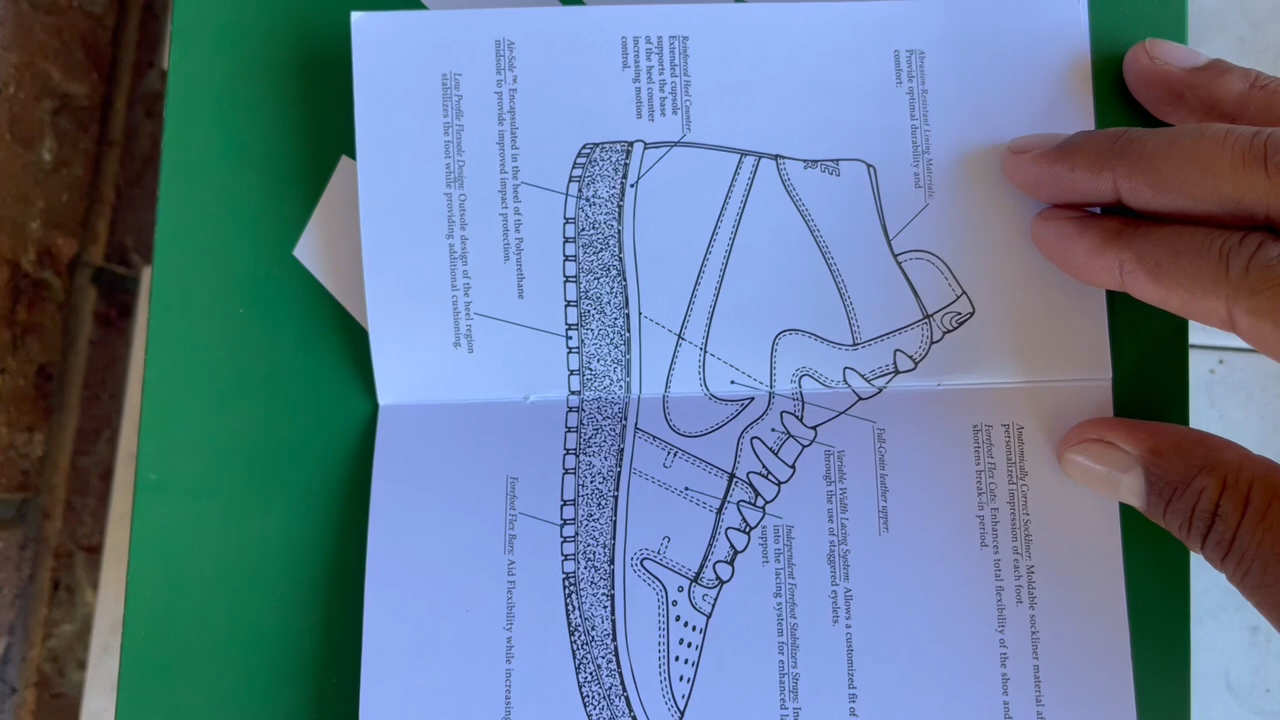 Abrasion-Resistant Lining Materials:
Provide optimal durability and
comfort:
Reinforced Heel Counter:
Extended cupsole
supports the base
of the heel counter
increasing motion
control.
Air-Sole™: Encapsulated in the heel of the Polyurethane
midsole to provide improved impact protection.
Low Profile Flexsole Design: Outsole design of the heel region
stabilizes the foot while providing additional cushioning.
Anatomically Correct Sockliner: Moldable sockliner material af
personalized impression of each foot.
Forefoot Flex Cuts: Enhances total flexibility of the shoe and
shortens break-in period.
Full-Grain leather upper:
Variable Width Lacing System: Allows a customized fit of
through the use of staggered eyelets.
Independent Forefoot Stabilizers Straps: In
into the lacing system for enhanced l
support.
Forefoot Flex Bars: Aid Flexibility while increasing